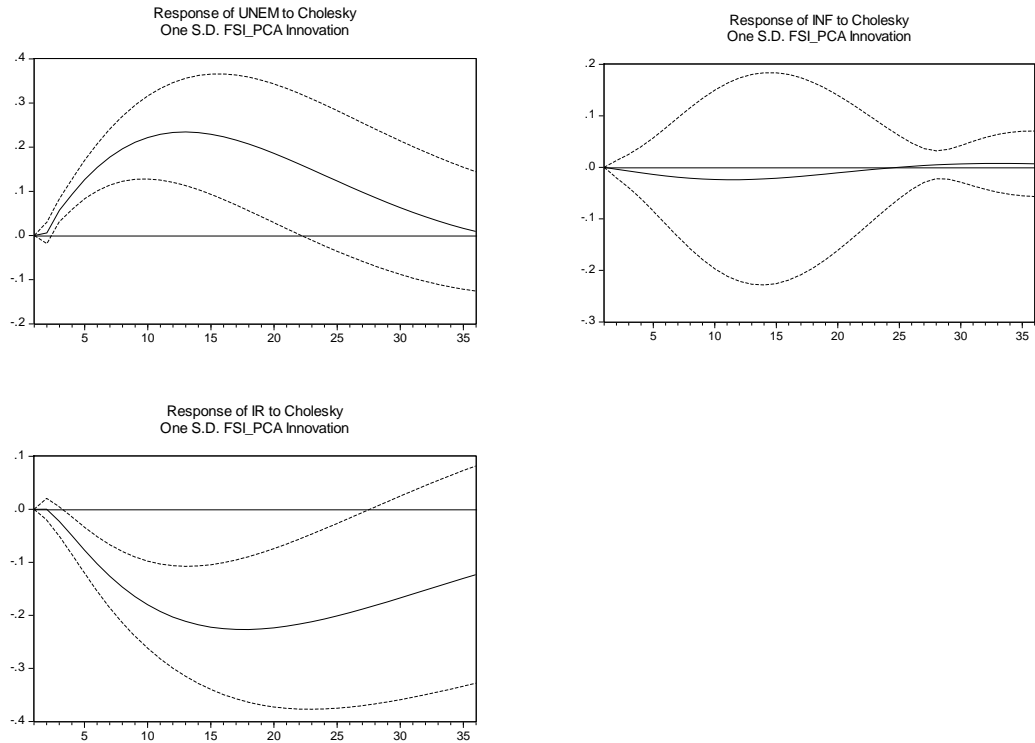 Response of UNEM to Cholesky
One S.D. FSI_PCA Innovation
.4
.3
.2
.1
.0
-.1
-.2
5 10 15 20 25 30 35
Response of INF to Cholesky
One S.D. FSI_PCA Innovation
.2
.1
.0
-.1
-.2
-.3
5 10 15 20 25 30 35
Response of IR to Cholesky
One S.D. FSI_PCA Innovation
.1
.0
-.1
-.2
-.3
-.4
5 10 15 20 25 30 35